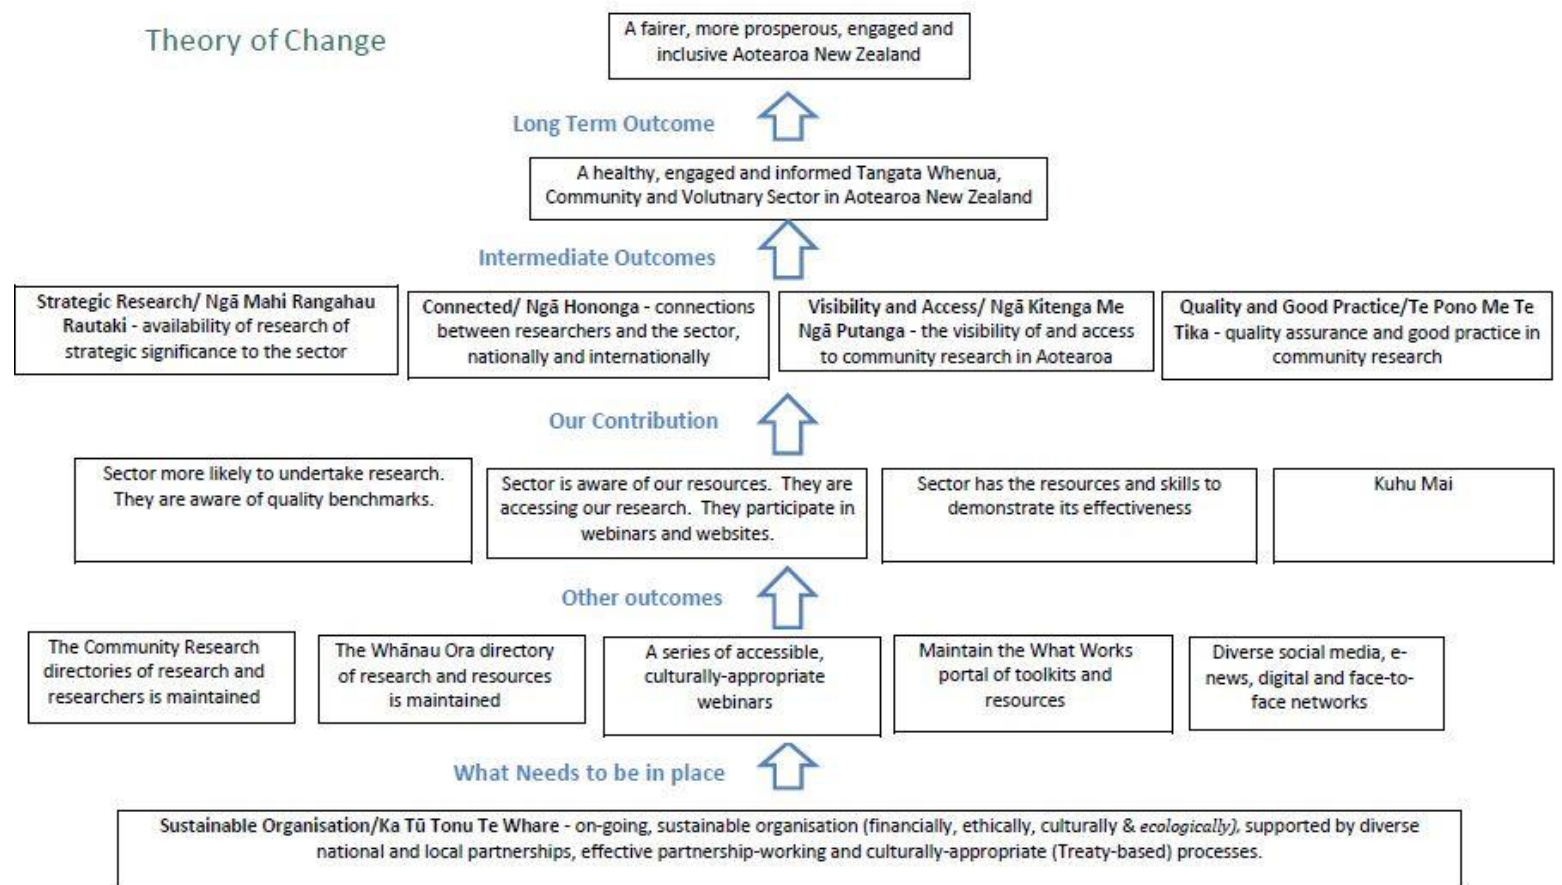 Theory of Change
A fairer, more prosperous, engaged and
inclusive Aotearoa New Zealand
Long Term Outcome
A healthy, engaged and informed Tangata Whenua,
Community and Volutnary Sector in Aotearoa New Zealand
Intermediate Outcomes
Strategic Research/ Ngā Mahi Rangahau
Rautaki - availability of research of
strategic significance to the sector
Connected/ Ngā Hononga - connections
between researchers and the sector,
nationally and internationally
Visibility and Access/ Ngā Kitenga Me
Ngā Putanga - the visibility of and access
to community research in Aotearoa
Quality and Good Practice/Te Pono Me Te
Tika - quality assurance and good practice in
community research
Our Contribution
Sector more likely to undertake research.
They are aware of quality benchmarks.
Sector is aware of our resources. They are
accessing our research. They participate in
webinars and websites.
Sector has the resources and skills to
demonstrate its effectiveness
Kuhu Mai
Other outcomes
The Community Research
directories of research and
researchers is maintained
The Whānau Ora directory
of research and resources
is maintained
A series of accessible,
culturally-appropriate
webinars
Maintain the What Works
portal of toolkits and
resources
Diverse social media, e-
news, digital and face-to-
face networks
What Needs to be in place
Sustainable Organisation/Ka Tū Tonu Te Whare - on-going, sustainable organisation (financially, ethically, culturally & ecologically), supported by diverse
national and local partnerships, effective partnership-working and culturally-appropriate (Treaty-based) processes.